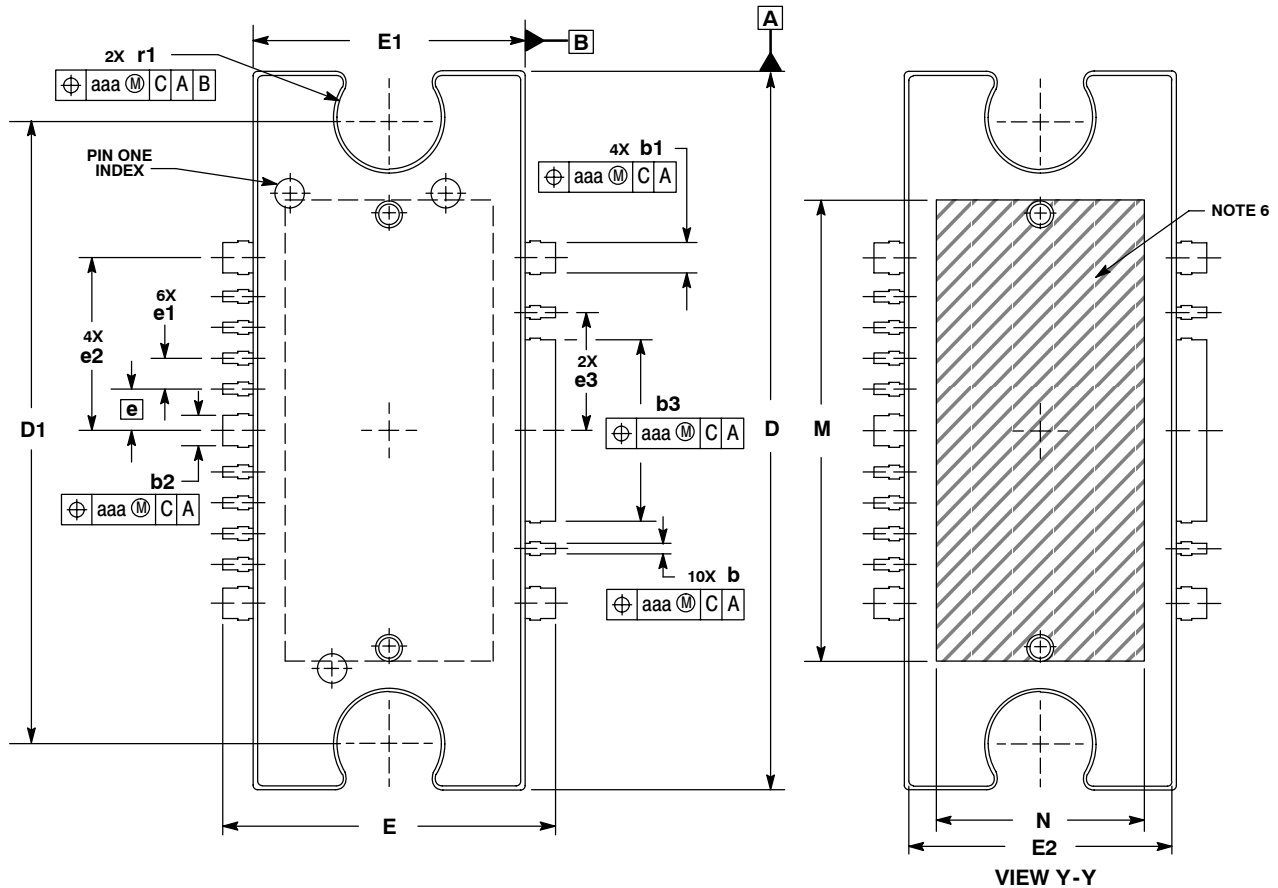 A
E1
B
2X r1
⌖ aaa Ⓜ C A B
PIN ONE
INDEX
4X b1
⌖ aaa Ⓜ C A
NOTE 6
6X
e1
4X
e2
2X
e3
e
b3
⌖ aaa Ⓜ C A
D1
D
M
b2
⌖ aaa Ⓜ C A
10X b
⌖ aaa Ⓜ C A
E
N
E2
VIEW Y-Y